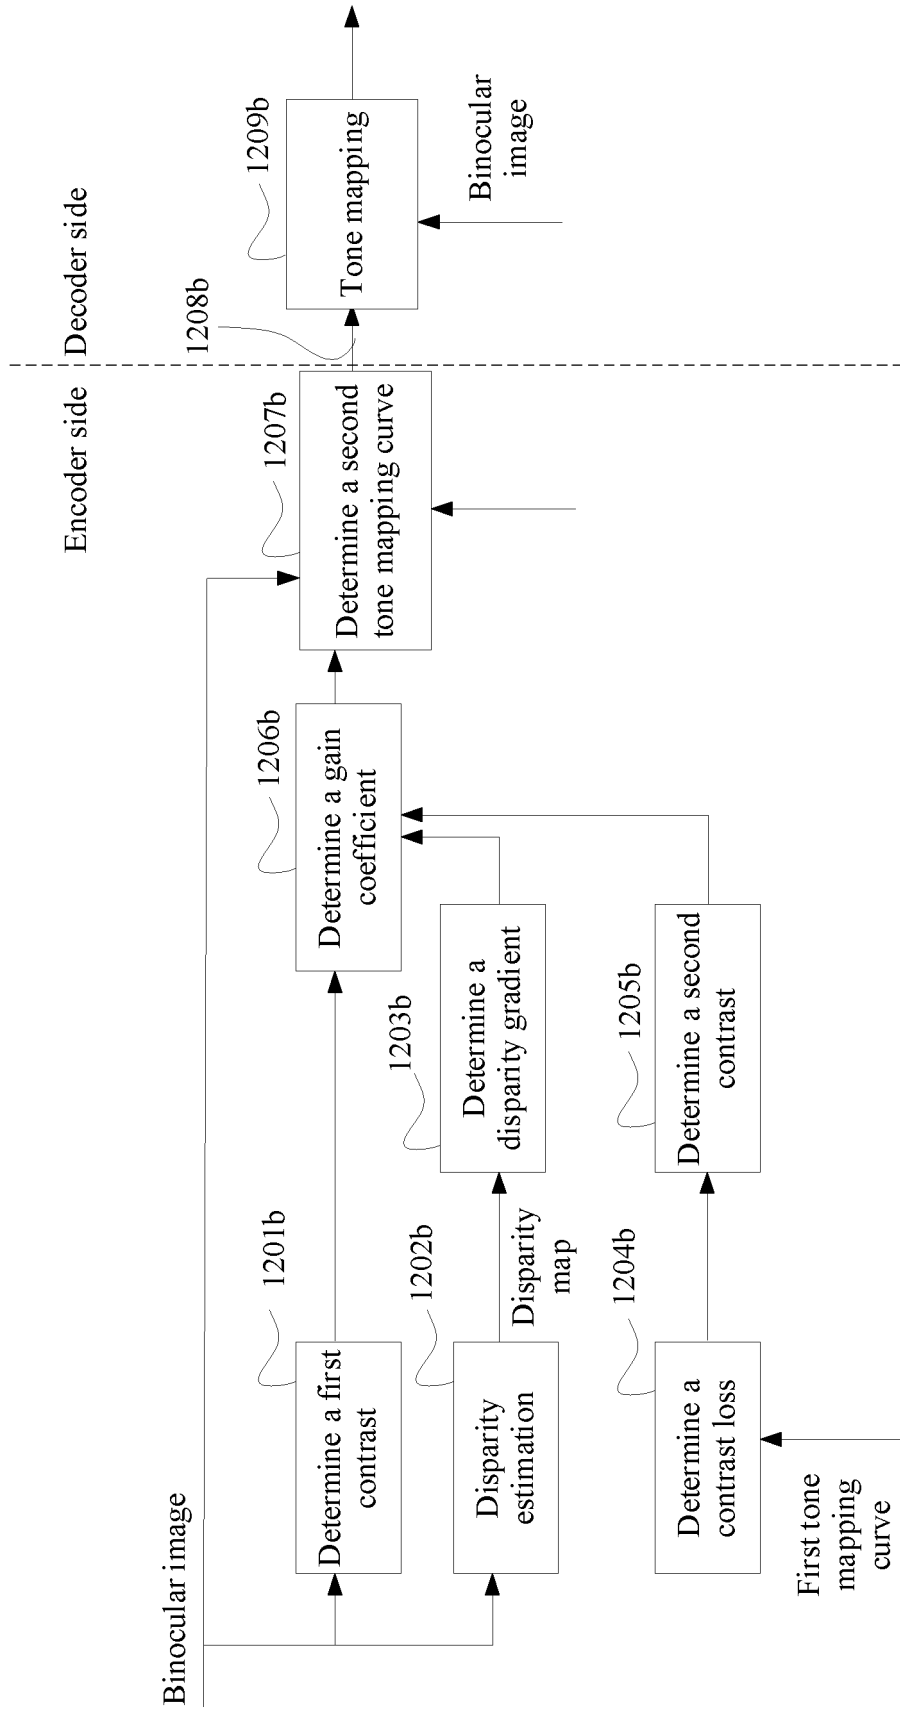 Encoder side
Decoder side
Binocular image
1201b
Determine a first
contrast
1202b
Disparity
estimation
Disparity
map
1203b
Determine a
disparity gradient
1204b
Determine a
contrast loss
First tone
mapping
curve
1205b
Determine a second
contrast
1206b
Determine a gain
coefficient
1207b
Determine a second
tone mapping curve
1208b
1209b
Tone mapping
Binocular
image